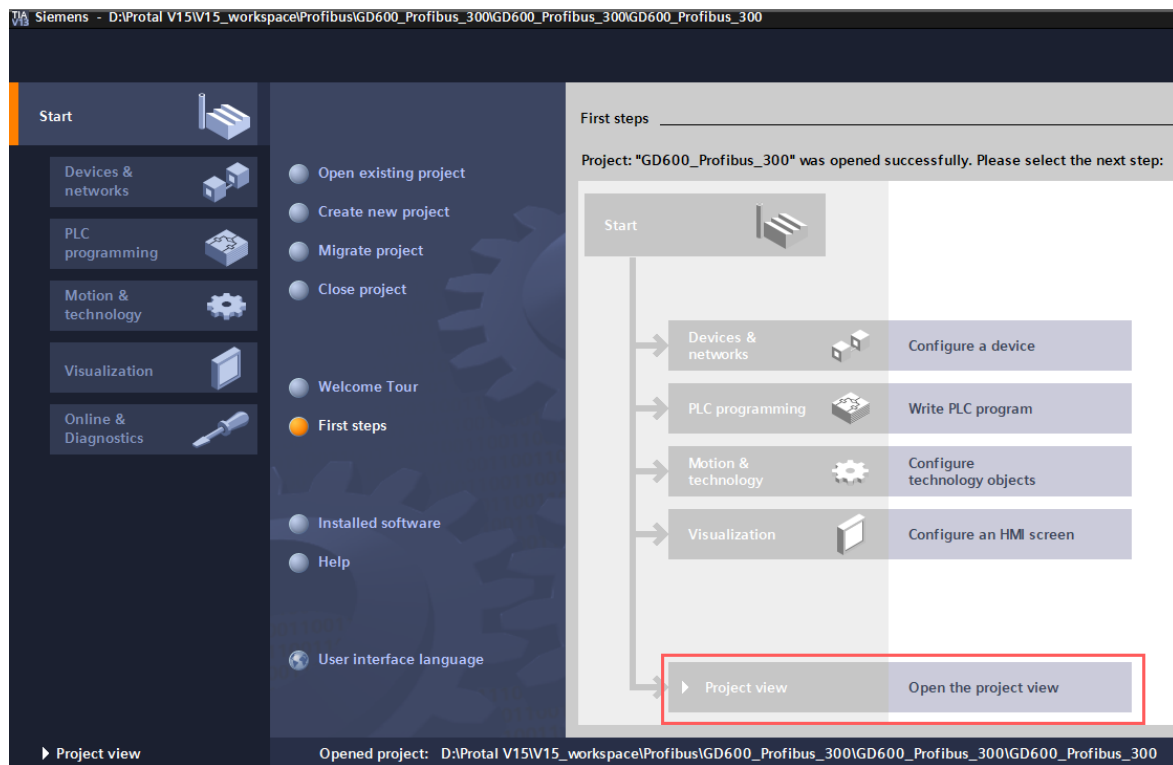 TIA V13 Siemens - D:\Protal V15\V15_workspace\Profibus\GD600_Profibus_300\GD600_Profibus_300\GD600_Profibus_300
Start
Devices &
networks
PLC
programming
Motion &
technology
Visualization
Online &
Diagnostics
Project view
Open existing project
Create new project
Migrate project
Close project
Welcome Tour
First steps
Installed software
Help
User interface language
First steps
Project: "GD600_Profibus_300" was opened successfully. Please select the next step:
Start
Devices &
networks
Configure a device
PLC programming
Write PLC program
Motion &
technology
Configure
technology objects
Visualization
Configure an HMI screen
Project view
Open the project view
Opened project: D:\Protal V15\V15_workspace\Profibus\GD600_Profibus_300\GD600_Profibus_300\GD600_Profibus_300